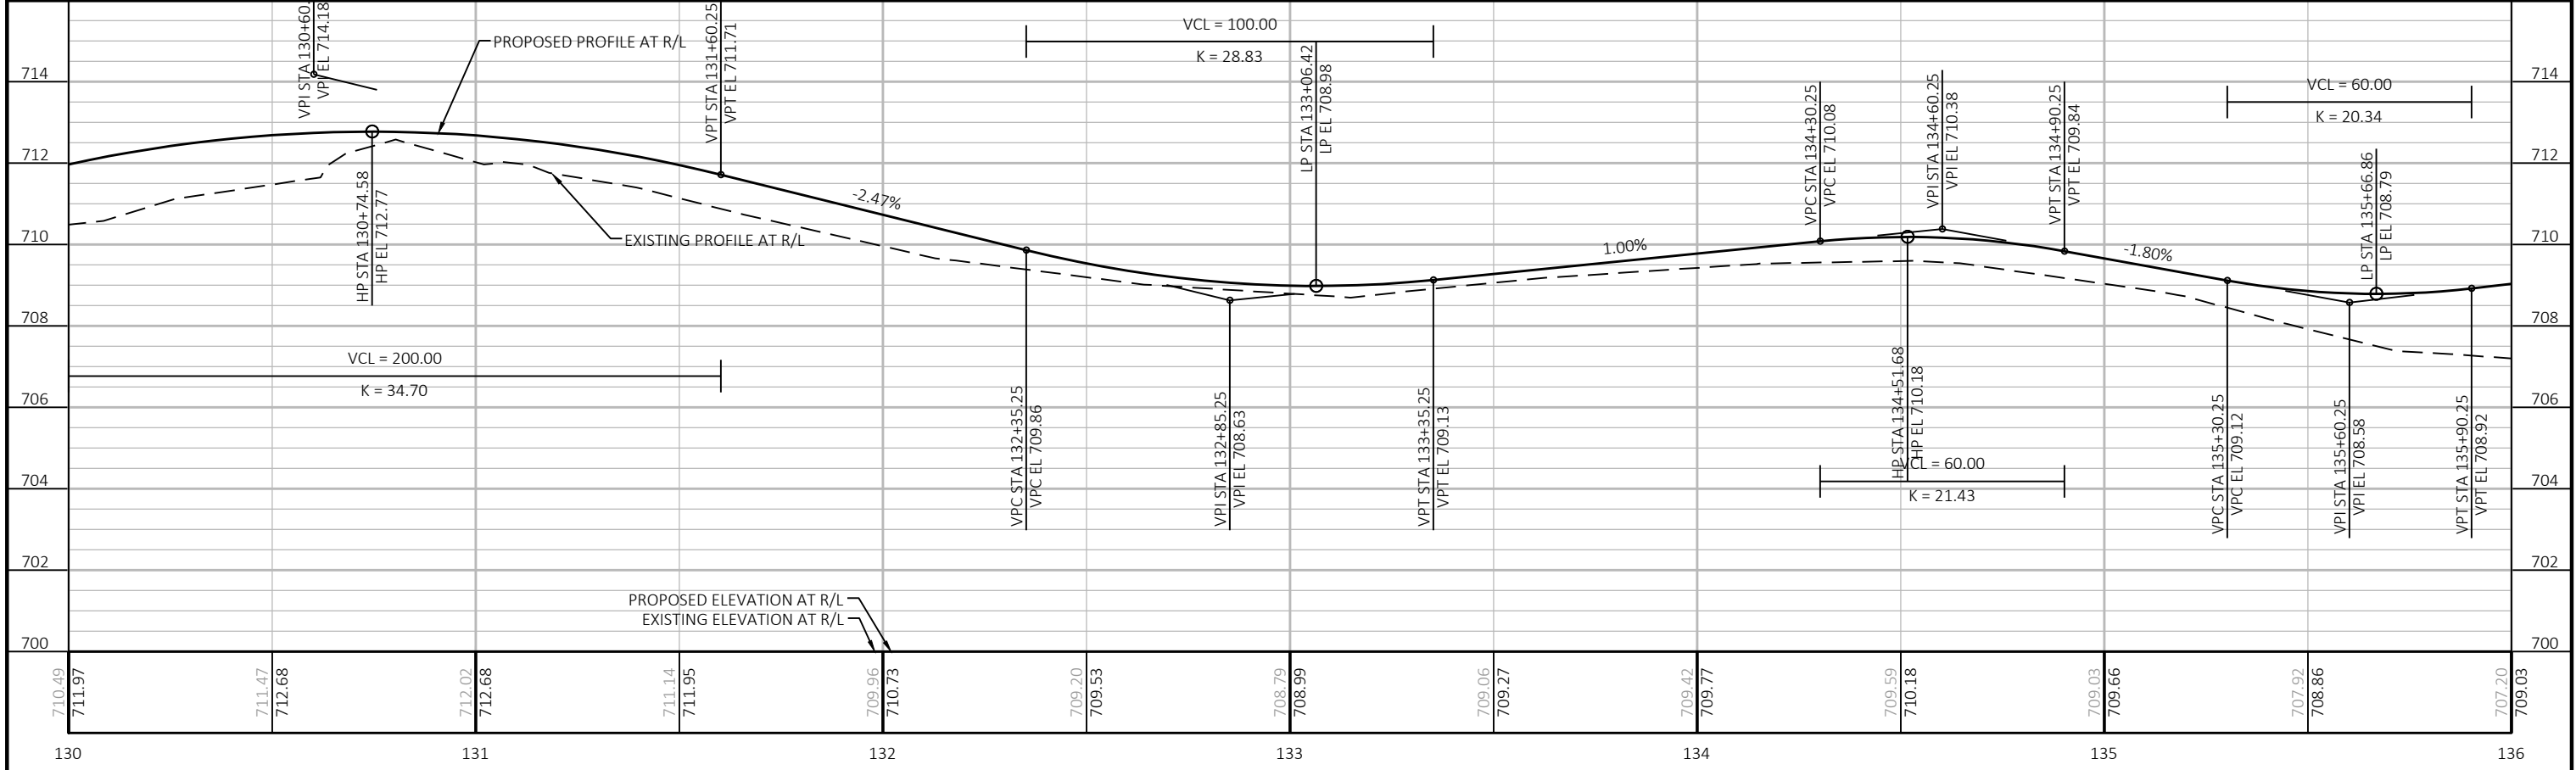 VPI STA 130+60.
VPI EL 714.18
PROPOSED PROFILE AT R/L
VPT STA 131+60.25
VPT EL 711.71
VCL = 100.00
K = 28.83
LP STA 133+06.42
LP EL 708.98
VPC STA 134+30.25
VPC EL 710.08
VPI STA 134+60.25
VPI EL 710.38
VPT STA 134+90.25
VPT EL 709.84
VCL = 60.00
K = 20.34
LP STA 135+66.86
LP EL 708.79
714
712
710
708
706
704
702
700
714
712
710
708
706
704
702
700
HP STA 130+74.58
HP EL 712.77
EXISTING PROFILE AT R/L
-2.47%
1.00%
-1.80%
VCL = 200.00
K = 34.70
VPC STA 132+35.25
VPC EL 709.86
VPI STA 132+85.25
VPI EL 708.63
VPT STA 133+35.25
VPT EL 709.13
HP STA 134+51.68
HP EL 710.18
VCL = 60.00
K = 21.43
VPC STA 135+30.25
VPC EL 709.12
VPI STA 135+60.25
VPI EL 708.58
VPT STA 135+90.25
VPT EL 708.92
PROPOSED ELEVATION AT R/L
EXISTING ELEVATION AT R/L
710.49
711.97
711.47
712.68
712.02
712.68
711.14
711.95
709.96
710.73
709.20
709.53
708.79
708.99
709.06
709.27
709.42
709.77
709.59
710.18
709.03
709.66
707.92
708.86
707.20
709.03
130
131
132
133
134
135
136